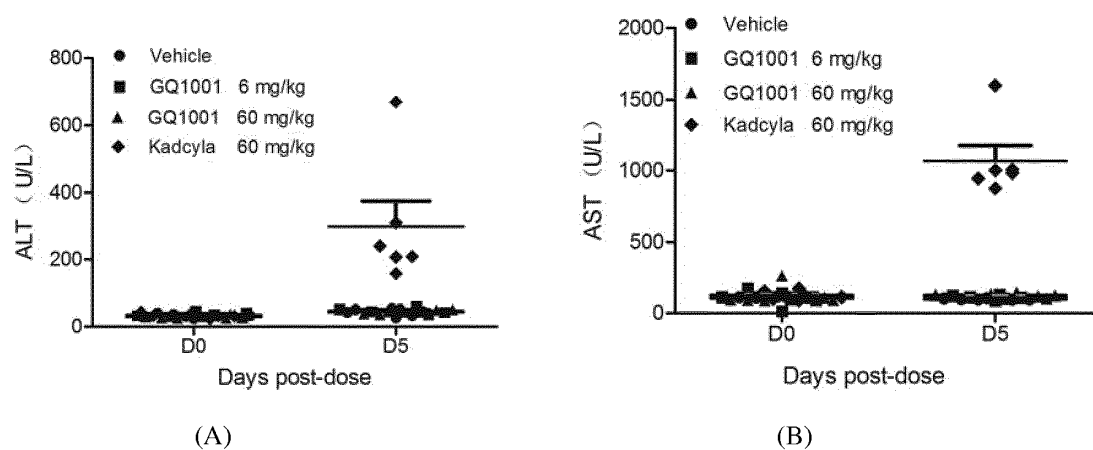 800
600
400
200
0
ALT (U/L)
Vehicle
GQ1001 6 mg/kg
GQ1001 60 mg/kg
Kadcyla 60 mg/kg
D0 D5
Days post-dose
(A)
2000
1500
1000
500
0
AST (U/L)
Vehicle
GQ1001 6 mg/kg
GQ1001 60 mg/kg
Kadcyla 60 mg/kg
D0 D5
Days post-dose
(B)